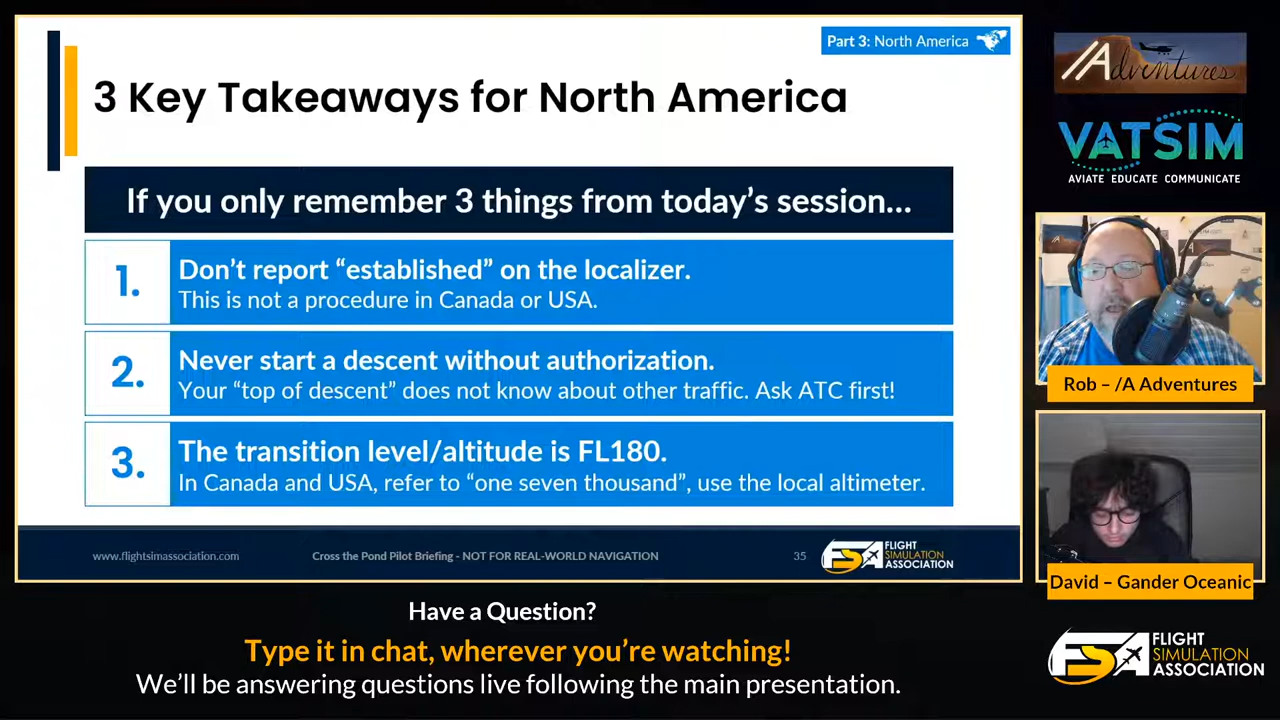 Part 3: North America
3 Key Takeaways for North America
If you only remember 3 things from today's session...
1.
Don't report “established” on the localizer.
This is not a procedure in Canada or USA.
2.
Never start a descent without authorization.
Your “top of descent” does not know about other traffic. Ask ATC first!
3.
The transition level/altitude is FL180.
In Canada and USA, refer to “one seven thousand”, use the local altimeter.
www.flightsimassociation.com
Cross the Pond Pilot Briefing - NOT FOR REAL-WORLD NAVIGATION
35
FSA
FLIGHT
SIMULATION
ASSOCIATION
/Adventures
VATSIM
AVIATE EDUCATE COMMUNICATE
Rob – /A Adventures
David – Gander Oceanic
Have a Question?
Type it in chat, wherever you're watching!
We'll be answering questions live following the main presentation.
FSA
FLIGHT
SIMULATION
ASSOCIATION